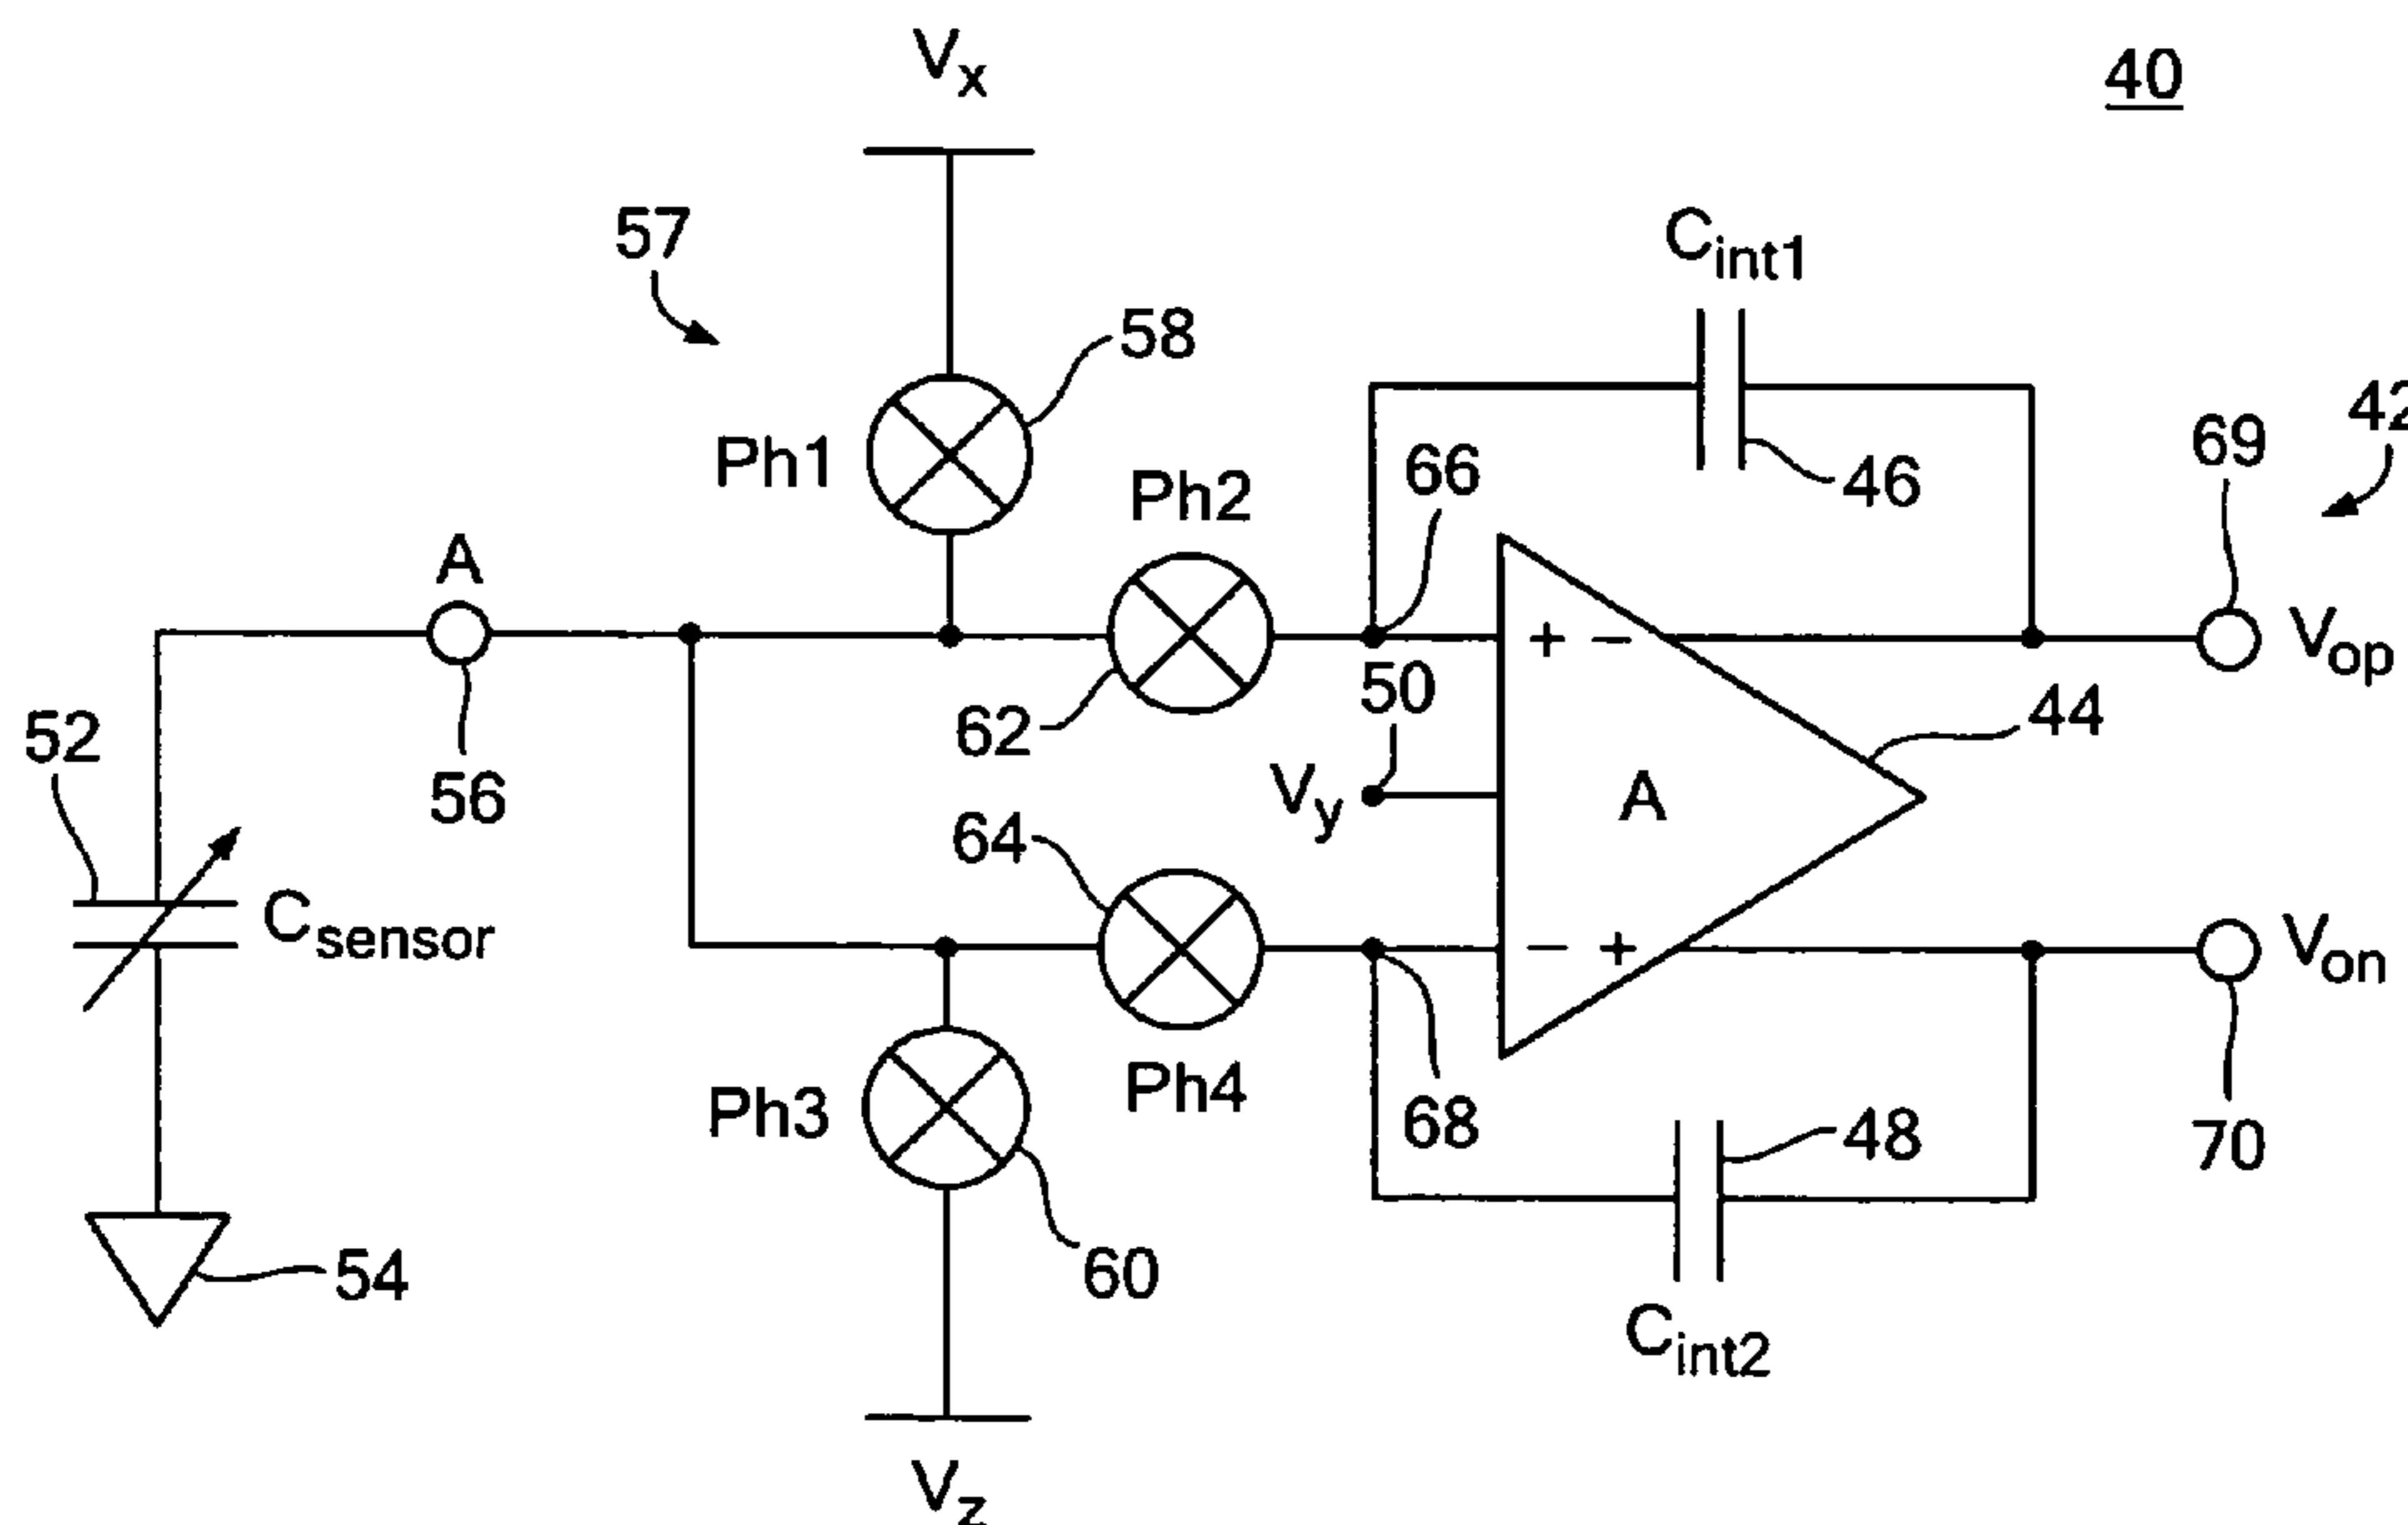 Vx
40
57
Cint1
58
Ph1
42
69
66
46
Ph2
A
Vop
50
44
62
52
56
Vy
A
64
Csensor
+ −
− +
Von
Ph3
Ph4
68
48
70
54
60
Cint2
Vz